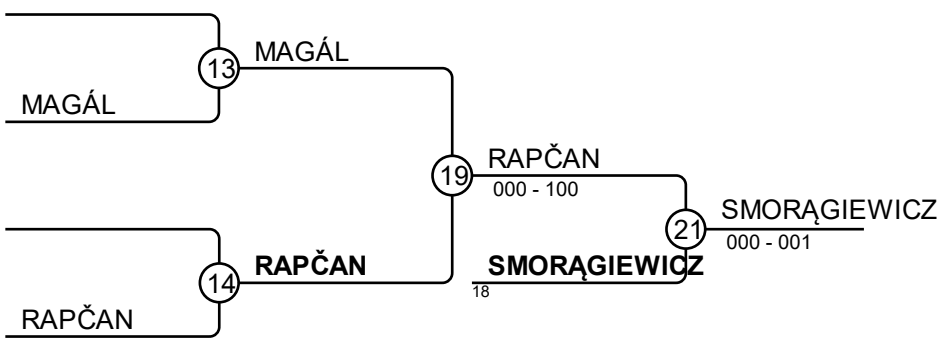 MAGÁL
13
MAGÁL
RAPČAN
19
000 - 100
SMORĄGIEWICZ
21
000 - 001
RAPČAN
14
SMORĄGIEWICZ
18
RAPČAN